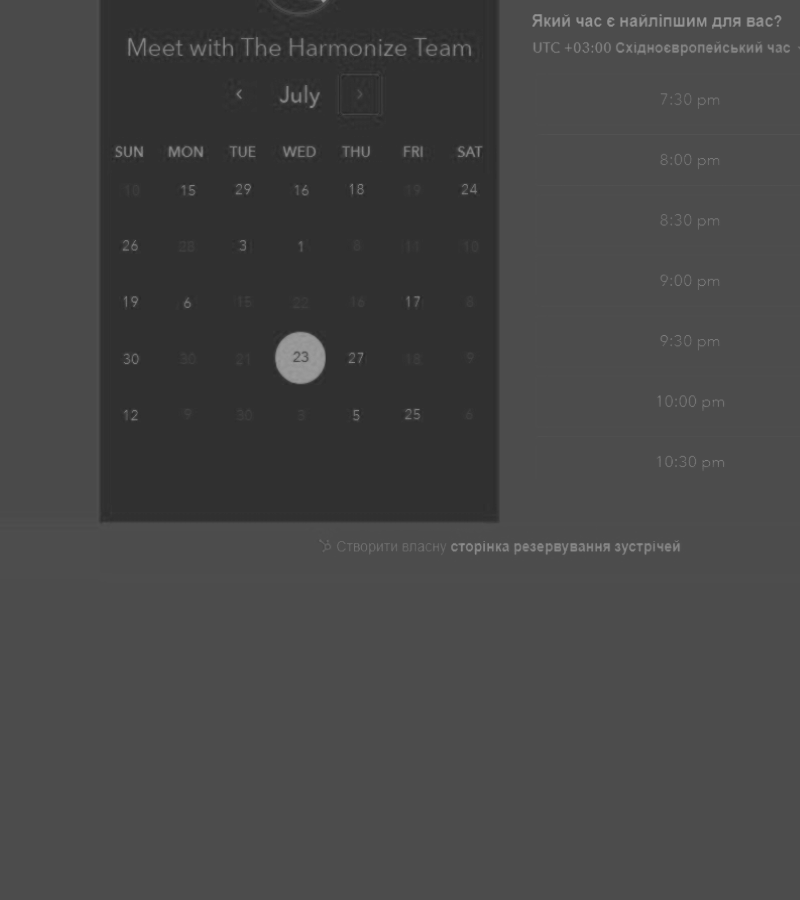 Meet with The Harmonize Team
July
SUN MON TUE WED THU FRI SAT
10 15 29 16 18 19 24
26 28 3 1 8 11 10
19 6 15 22 16 17 8
30 30 21 23 27 18 9
12 9 30 3 5 25 6
Який час є найліпшим для вас?
UTC +03:00 Східноєвропейський час
7:30 pm
8:00 pm
8:30 pm
9:00 pm
9:30 pm
10:00 pm
10:30 pm
Створити власну сторінка резервування зустрічей